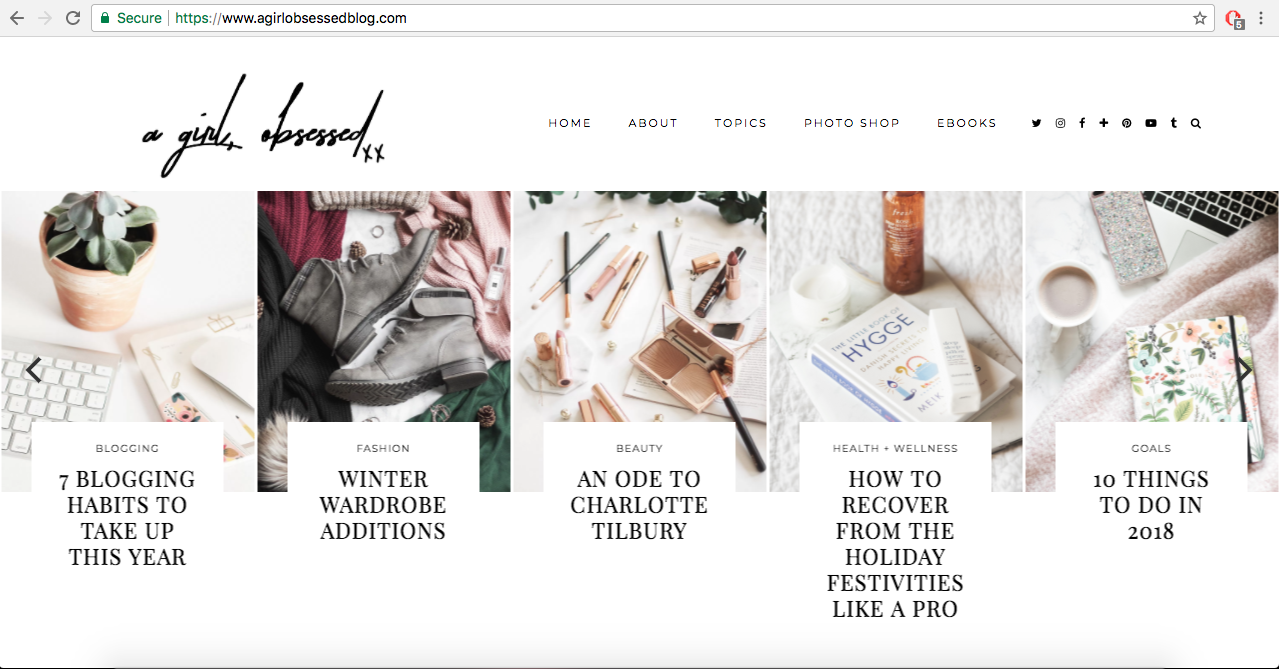 Secure
https://www.agirlobsessedblog.com
5
a girl, obsessed xx
HOME ABOUT TOPICS PHOTO SHOP EBOOKS
fresh
THE LITTLE BOOK OF
HYGGE
MEIK
BLOGGING
7 BLOGGING
HABITS TO
TAKE UP
THIS YEAR
FASHION
WINTER
WARDROBE
ADDITIONS
BEAUTY
AN ODE TO
CHARLOTTE
TILBURY
HEALTH + WELLNESS
HOW TO
RECOVER
FROM THE
HOLIDAY
FESTIVITIES
LIKE A PRO
GOALS
10 THINGS
TO DO IN
2018